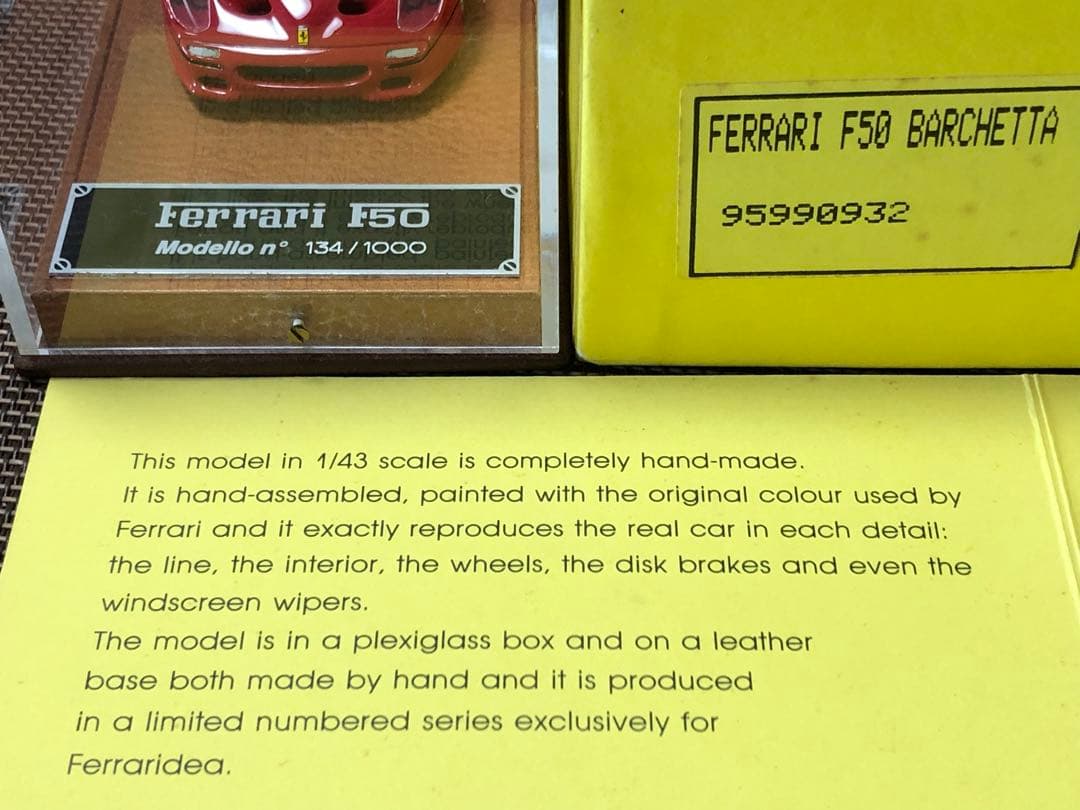 Ferrari F50
Modello n° 134/1000
FERRARI F50 BARCHETTA
95990932
This model in 1/43 scale is completely hand-made.
It is hand-assembled, painted with the original colour used by
Ferrari and it exactly reproduces the real car in each detail:
the line, the interior, the wheels, the disk brakes and even the
windscreen wipers.
The model is in a plexiglass box and on a leather
base both made by hand and it is produced
in a limited numbered series exclusively for
Ferraridea.